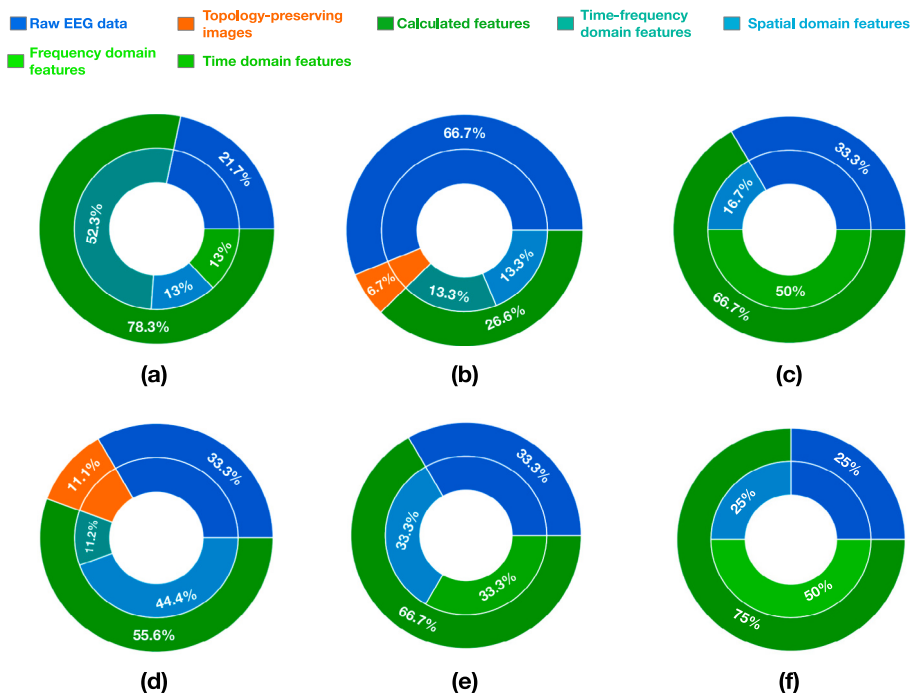 Raw EEG data
Topology-preserving
images
Calculated features
Time-frequency
domain features
Spatial domain features
Frequency domain
features
Time domain features
21.7%
52.3%
13%
13%
78.3%
(a)
66.7%
6.7%
13.3%
13.3%
26.6%
(b)
33.3%
16.7%
50%
66.7%
(c)
11.1%
33.3%
11.2%
44.4%
55.6%
(d)
33.3%
33.3%
33.3%
66.7%
(e)
25%
25%
50%
75%
(f)